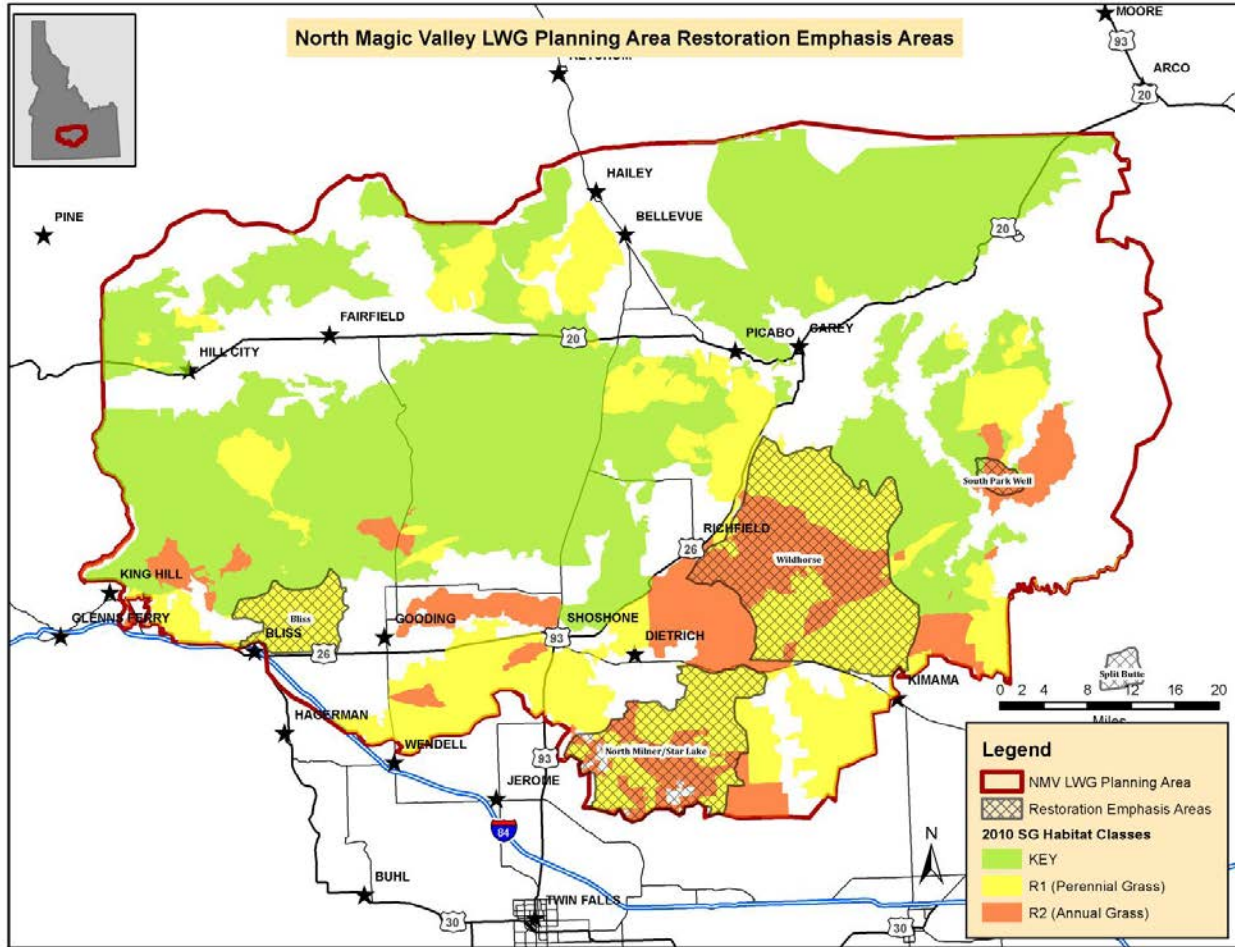 North Magic Valley LWG Planning Area Restoration Emphasis Areas
MOORE
93
ARCO
20
HAILEY
PINE
BELLEVUE
20
FAIRFIELD
PICABO
CAREY
20
HILL CITY
South Park Well
RICHFIELD
26
Wildhorse
KING HILL
GLENNS FERRY
Bliss
BLISS
26
GOODING
SHOSHONE
93
DIETRICH
KIMAMA
Split Butte
0 2 4 8 12 16 20
Miles
HAGERMAN
WENDELL
93
North Milner/Star Lake
JEROME
84
BUHL
TWIN FALLS
30
30
N
Legend
NMV LWG Planning Area
Restoration Emphasis Areas
2010 SG Habitat Classes
KEY
R1 (Perennial Grass)
R2 (Annual Grass)